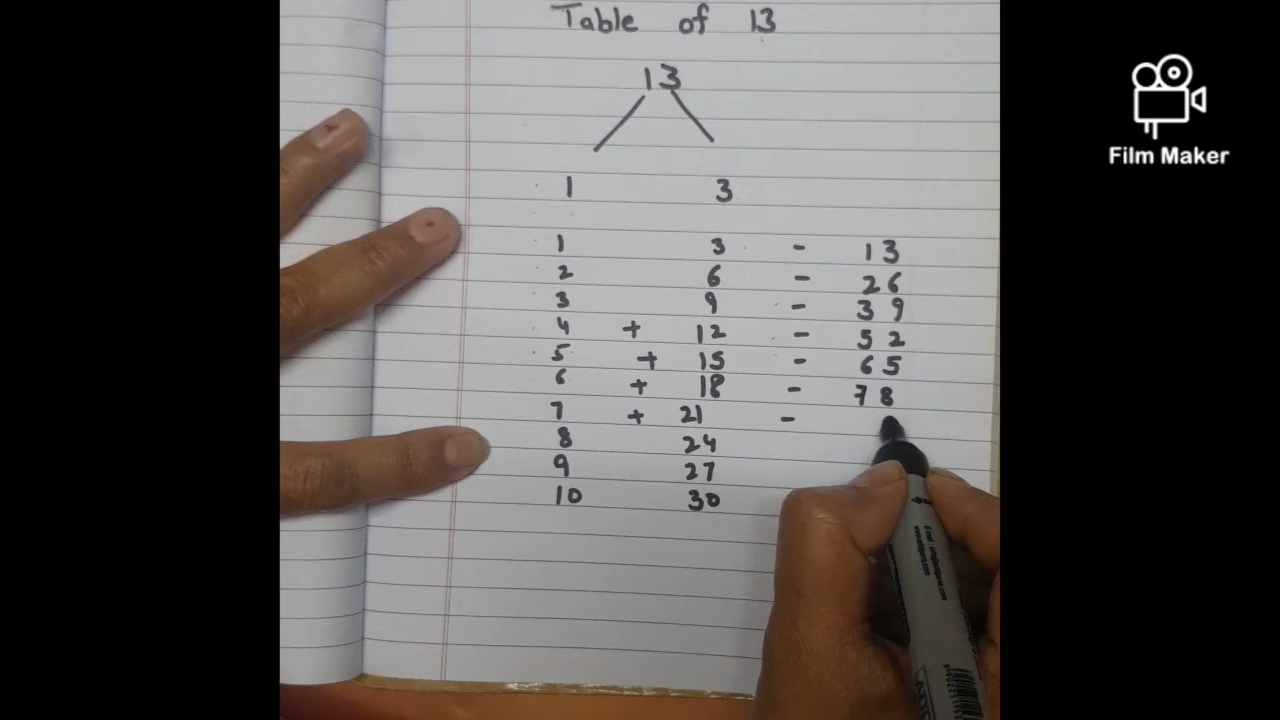 Table of 13
13
1 3
1 3 - 13
2 6 - 26
3 9 - 39
4 + 12 - 52
5 + 15 - 65
6 + 18 - 78
7 + 21 -
8 24
9 27
10 30
Film Maker